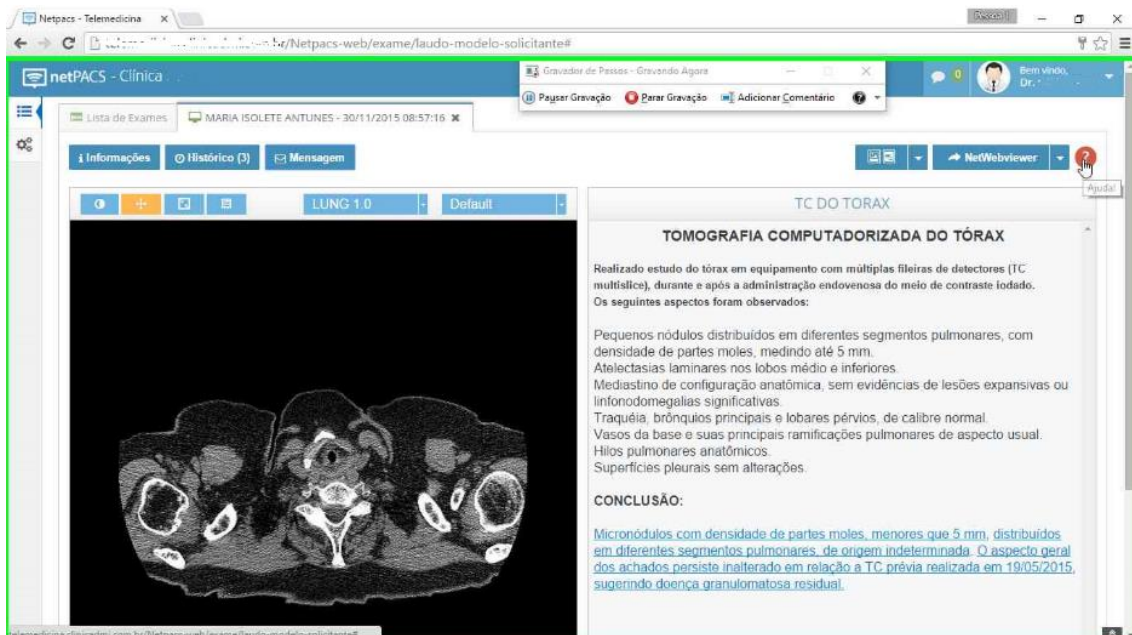 Netpacs - Telemedicina
/Netpacs-web/exame/laudo-modelo-solicitante#
netPACS - Clínica
Gravador de Passos - Gravando Agora
Pausar Gravação Parar Gravação Adicionar Comentário
0
Bem vindo,
Dr.
Lista de Exames MARIA ISOLETE ANTUNES - 30/11/2015 08:57:16
Informações Histórico (3) Mensagem
NetWebviewer ?
Ajuda!
LUNG 1.0 Default
TC DO TORAX
TOMOGRAFIA COMPUTADORIZADA DO TÓRAX
Realizado estudo do tórax em equipamento com múltiplas fileiras de detectores (TC
multislice), durante e após a administração endovenosa do meio de contraste iodado.
Os seguintes aspectos foram observados:
Pequenos nódulos distribuídos em diferentes segmentos pulmonares, com
densidade de partes moles, medindo até 5 mm.
Atelectasias laminares nos lobos médio e inferiores.
Mediastino de configuração anatômica, sem evidências de lesões expansivas ou
linfonodomegalias significativas.
Traquéia, brônquios principais e lobares pérvios, de calibre normal.
Vasos da base e suas principais ramificações pulmonares de aspecto usual.
Hilos pulmonares anatômicos.
Superfícies pleurais sem alterações.
CONCLUSÃO:
Micronódulos com densidade de partes moles, menores que 5 mm, distribuídos
em diferentes segmentos pulmonares, de origem indeterminada. O aspecto geral
dos achados persiste inalterado em relação a TC prévia realizada em 19/05/2015,
sugerindo doença granulomatosa residual.